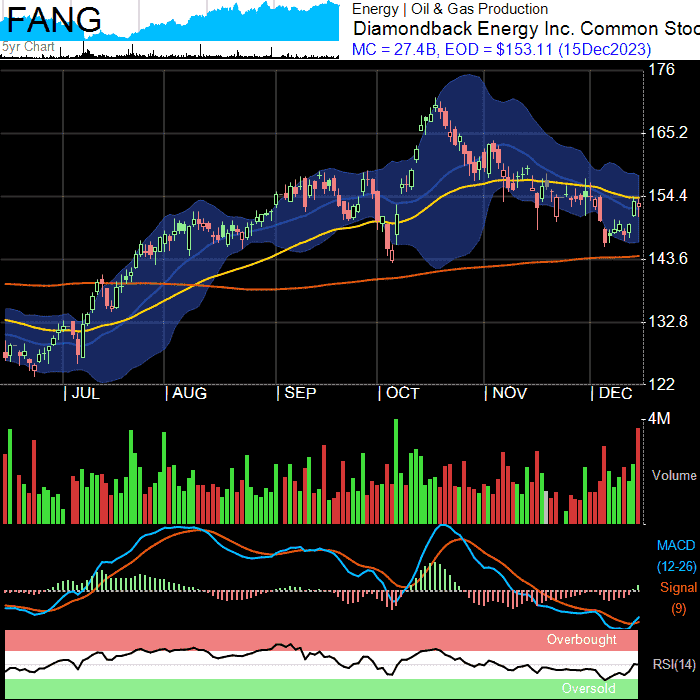 FANG
5yr Chart
Energy | Oil & Gas Production
Diamondback Energy Inc. Common Stoc
MC = 27.4B, EOD = $153.11 (15Dec2023)
176
165.2
154.4
143.6
132.8
122
| JUL | AUG | SEP | OCT | NOV | DEC
4M
Volume
MACD
(12-26)
Signal
(9)
Overbought
RSI(14)
Oversold